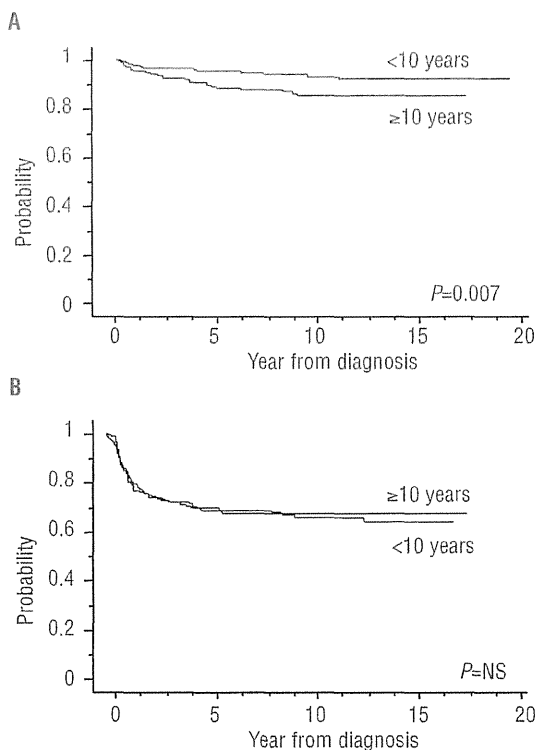 A
1
<10 years
0.8
≥10 years
0.6
Probability
0.4
0.2
P=0.007
0
0 5 10 15 20
Year from diagnosis
B
1
0.8
≥10 years
0.6
<10 years
Probability
0.4
0.2
P=NS
0
0 5 10 15 20
Year from diagnosis